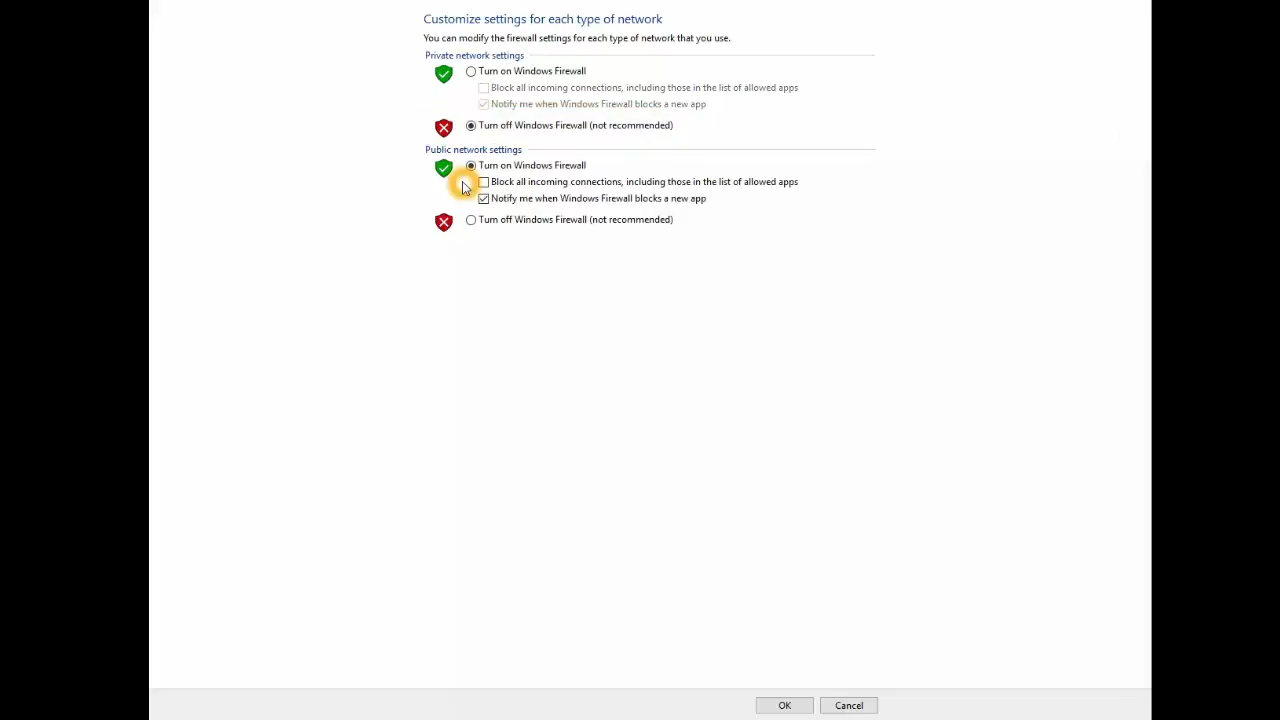 Customize settings for each type of network
You can modify the firewall settings for each type of network that you use.
Private network settings
Turn on Windows Firewall
Block all incoming connections, including those in the list of allowed apps
Notify me when Windows Firewall blocks a new app
Turn off Windows Firewall (not recommended)
Public network settings
Turn on Windows Firewall
Block all incoming connections, including those in the list of allowed apps
Notify me when Windows Firewall blocks a new app
Turn off Windows Firewall (not recommended)
OK Cancel